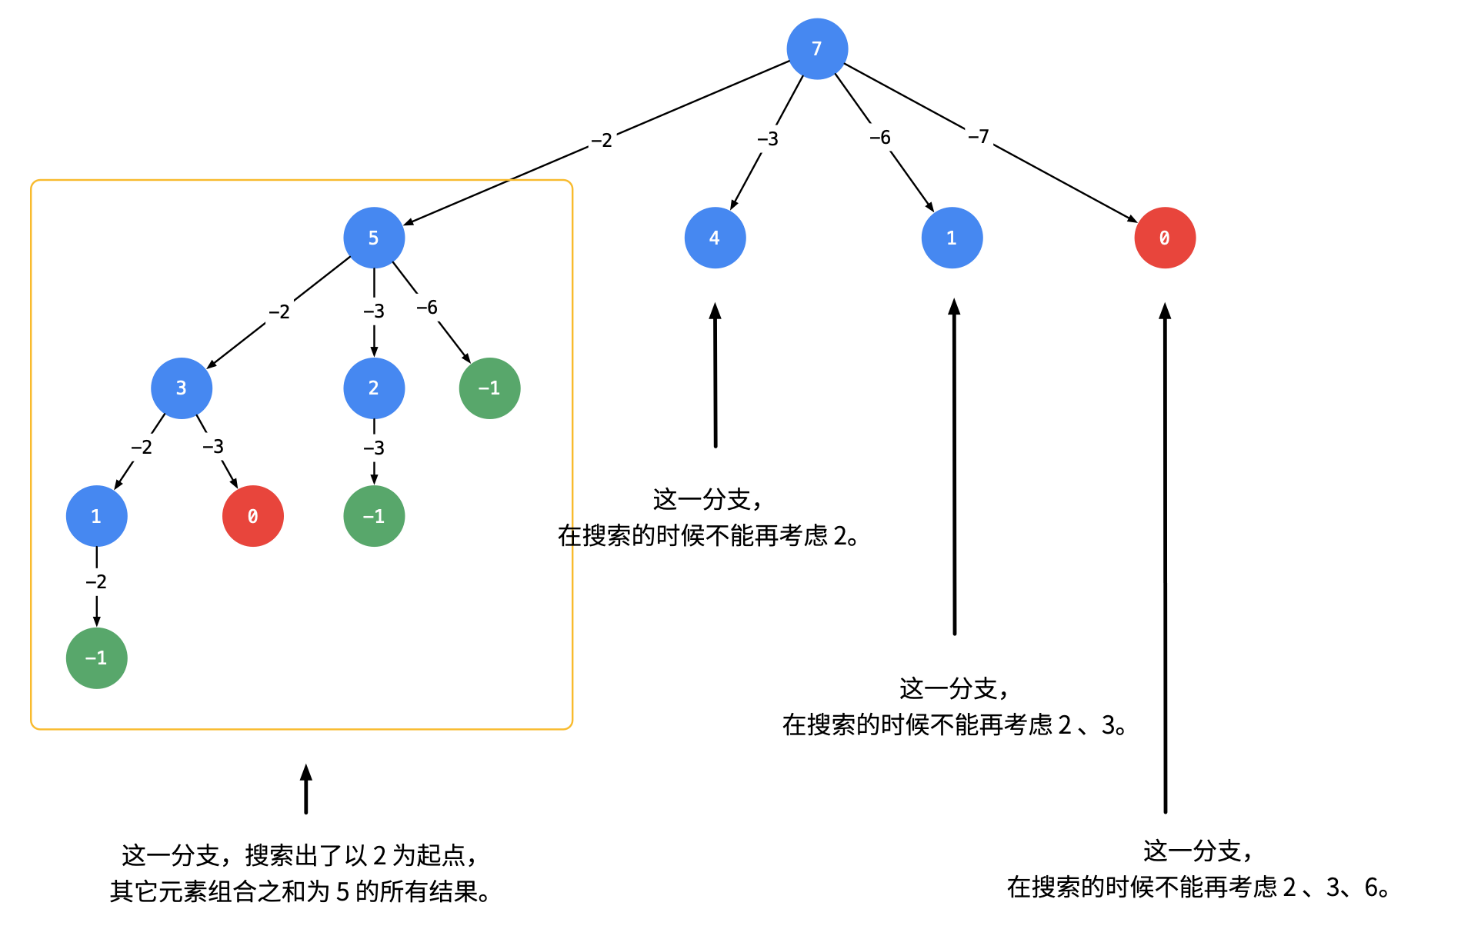 7
−2
−3
−6
−7
5
4
1
0
−2
−3
−6
3
2
−1
−2
−3
−3
1
0
−1
−2
−1
这一分支，
在搜索的时候不能再考虑 2。
这一分支，
在搜索的时候不能再考虑 2 、3。
这一分支，搜索出了以 2 为起点，
其它元素组合之和为 5 的所有结果。
这一分支，
在搜索的时候不能再考虑 2 、3、6。